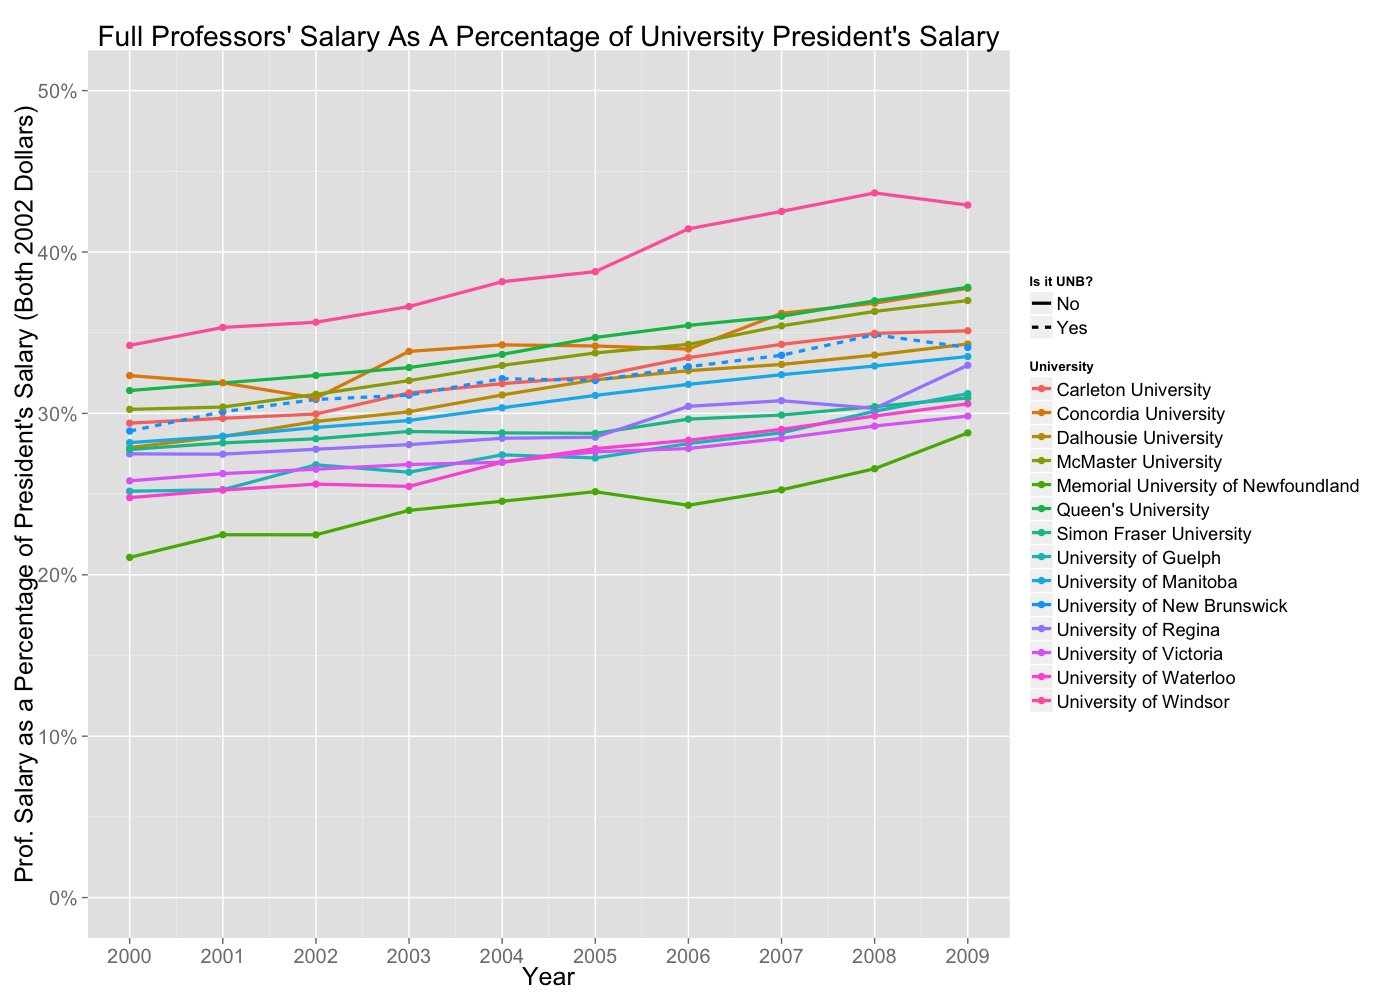 Full Professors' Salary As A Percentage of University President's Salary
Prof. Salary as a Percentage of President's Salary (Both 2002 Dollars)
50%
40%
30%
20%
10%
0%
2000 2001 2002 2003 2004 2005 2006 2007 2008 2009
Year
Is it UNB?
No
Yes
University
Carleton University
Concordia University
Dalhousie University
McMaster University
Memorial University of Newfoundland
Queen's University
Simon Fraser University
University of Guelph
University of Manitoba
University of New Brunswick
University of Regina
University of Victoria
University of Waterloo
University of Windsor